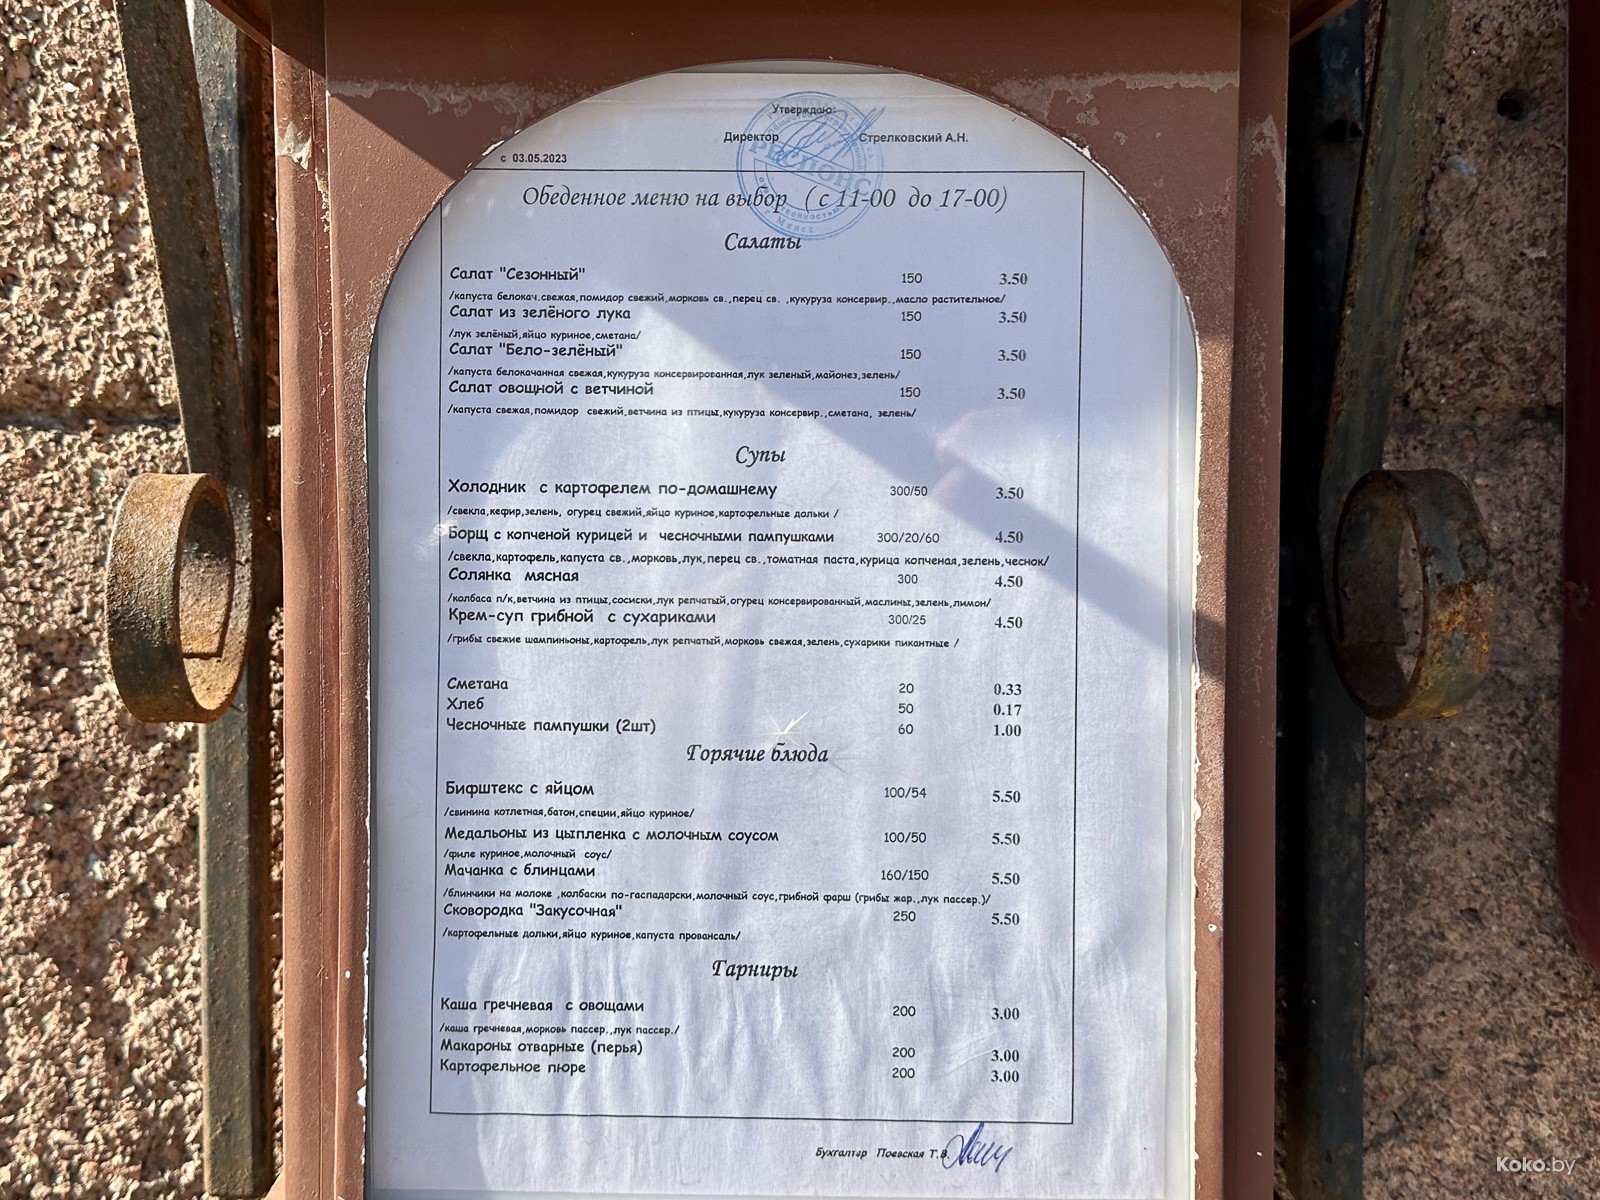 Утверждаю:
Директор Стрелковский А.Н.
с 03.05.2023
РЕСПОНС
г. Минск
Обеденное меню на выбор ( с 11-00 до 17-00)
Салаты
Салат "Сезонный" 150 3.50
/капуста белокач.свежая,помидор свежий,морковь св.,перец св. ,кукуруза консервир.,масло растительное/
Салат из зелёного лука 150 3.50
/лук зелёный,яйцо куриное,сметана/
Салат "Бело-зелёный" 150 3.50
/капуста белокачанная свежая,кукуруза консервированная,лук зеленый,майонез,зелень/
Салат овощной с ветчиной 150 3.50
/капуста свежая,помидор свежий,ветчина из птицы,кукуруза консервир.,сметана, зелень/
Супы
Холодник с картофелем по-домашнему 300/50 3.50
/свекла,кефир,зелень, огурец свежий,яйцо куриное,картофельные дольки /
Борщ с копченой курицей и чесночными пампушками 300/20/60 4.50
/свекла,картофель,капуста св.,морковь,лук,перец св.,томатная паста,курица копченая,зелень,чеснок/
Солянка мясная 300 4.50
/колбаса п/к,ветчина из птицы,сосиски,лук репчатый,огурец консервированный,маслины,зелень,лимон/
Крем-суп грибной с сухариками 300/25 4.50
/грибы свежие шампиньоны,картофель,лук репчатый,морковь свежая,зелень,сухарики пикантные /
Сметана 20 0.33
Хлеб 50 0.17
Чесночные пампушки (2шт) 60 1.00
Горячие блюда
Бифштекс с яйцом 100/54 5.50
/свинина котлетная,батон,специи,яйцо куриное/
Медальоны из цыпленка с молочным соусом 100/50 5.50
/филе куриное,молочный соус/
Мачанка с блинцами 160/150 5.50
/блинчики на молоке ,колбаски по-гаспадарски,молочный соус,грибной фарш (грибы жар.,лук пассер.)/
Сковородка "Закусочная" 250 5.50
/картофельные дольки,яйцо куриное,капуста провансаль/
Гарниры
Каша гречневая с овощами 200 3.00
/каша гречневая,морковь пассер.,лук пассер./
Макароны отварные (перья) 200 3.00
Картофельное пюре 200 3.00
Бухгалтер Поевская Т.В.
Koko.by